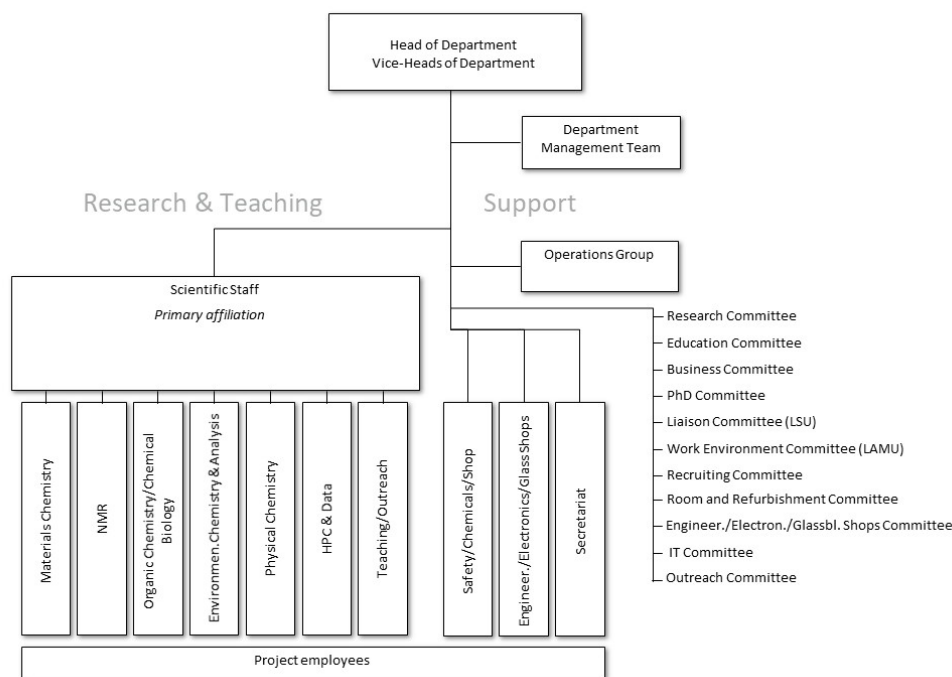 Head of Department
Vice-Heads of Department
Department
Management Team
Research & Teaching
Support
Operations Group
Scientific Staff
Primary affiliation
Research Committee
Education Committee
Business Committee
PhD Committee
Liaison Committee (LSU)
Work Environment Committee (LAMU)
Recruiting Committee
Room and Refurbishment Committee
Engineer./Electron./Glassbl. Shops Committee
IT Committee
Outreach Committee
Materials Chemistry
NMR
Organic Chemistry/Chemical
Biology
Environmen.Chemistry & Analysis
Physical Chemistry
HPC & Data
Teaching/Outreach
Safety/Chemicals/Shop
Engineer./Electronics/Glass Shops
Secretariat
Project employees